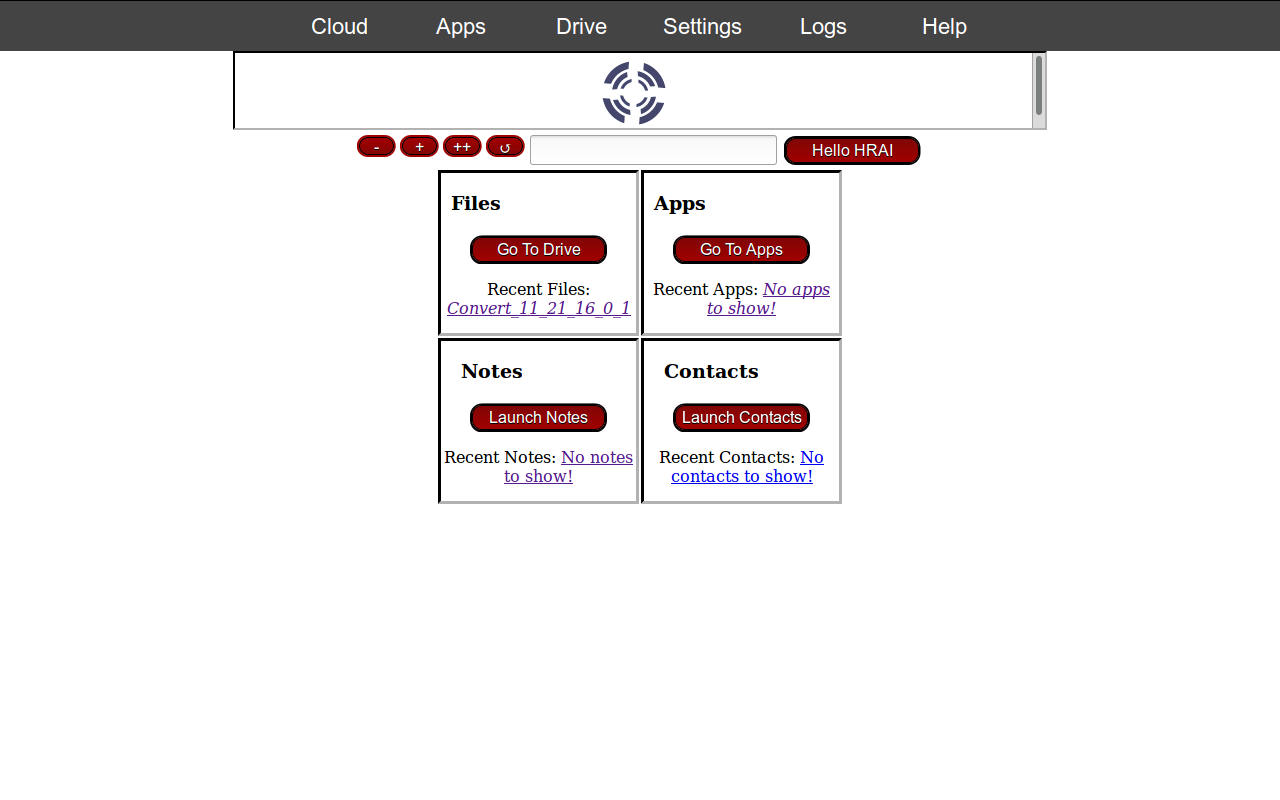 Cloud Apps Drive Settings Logs Help
- + ++ ↺ Hello HRAI
Files
Go To Drive
Recent Files:
Convert_11_21_16_0_1
Apps
Go To Apps
Recent Apps: No apps
to show!
Notes
Launch Notes
Recent Notes: No notes
to show!
Contacts
Launch Contacts
Recent Contacts: No
contacts to show!